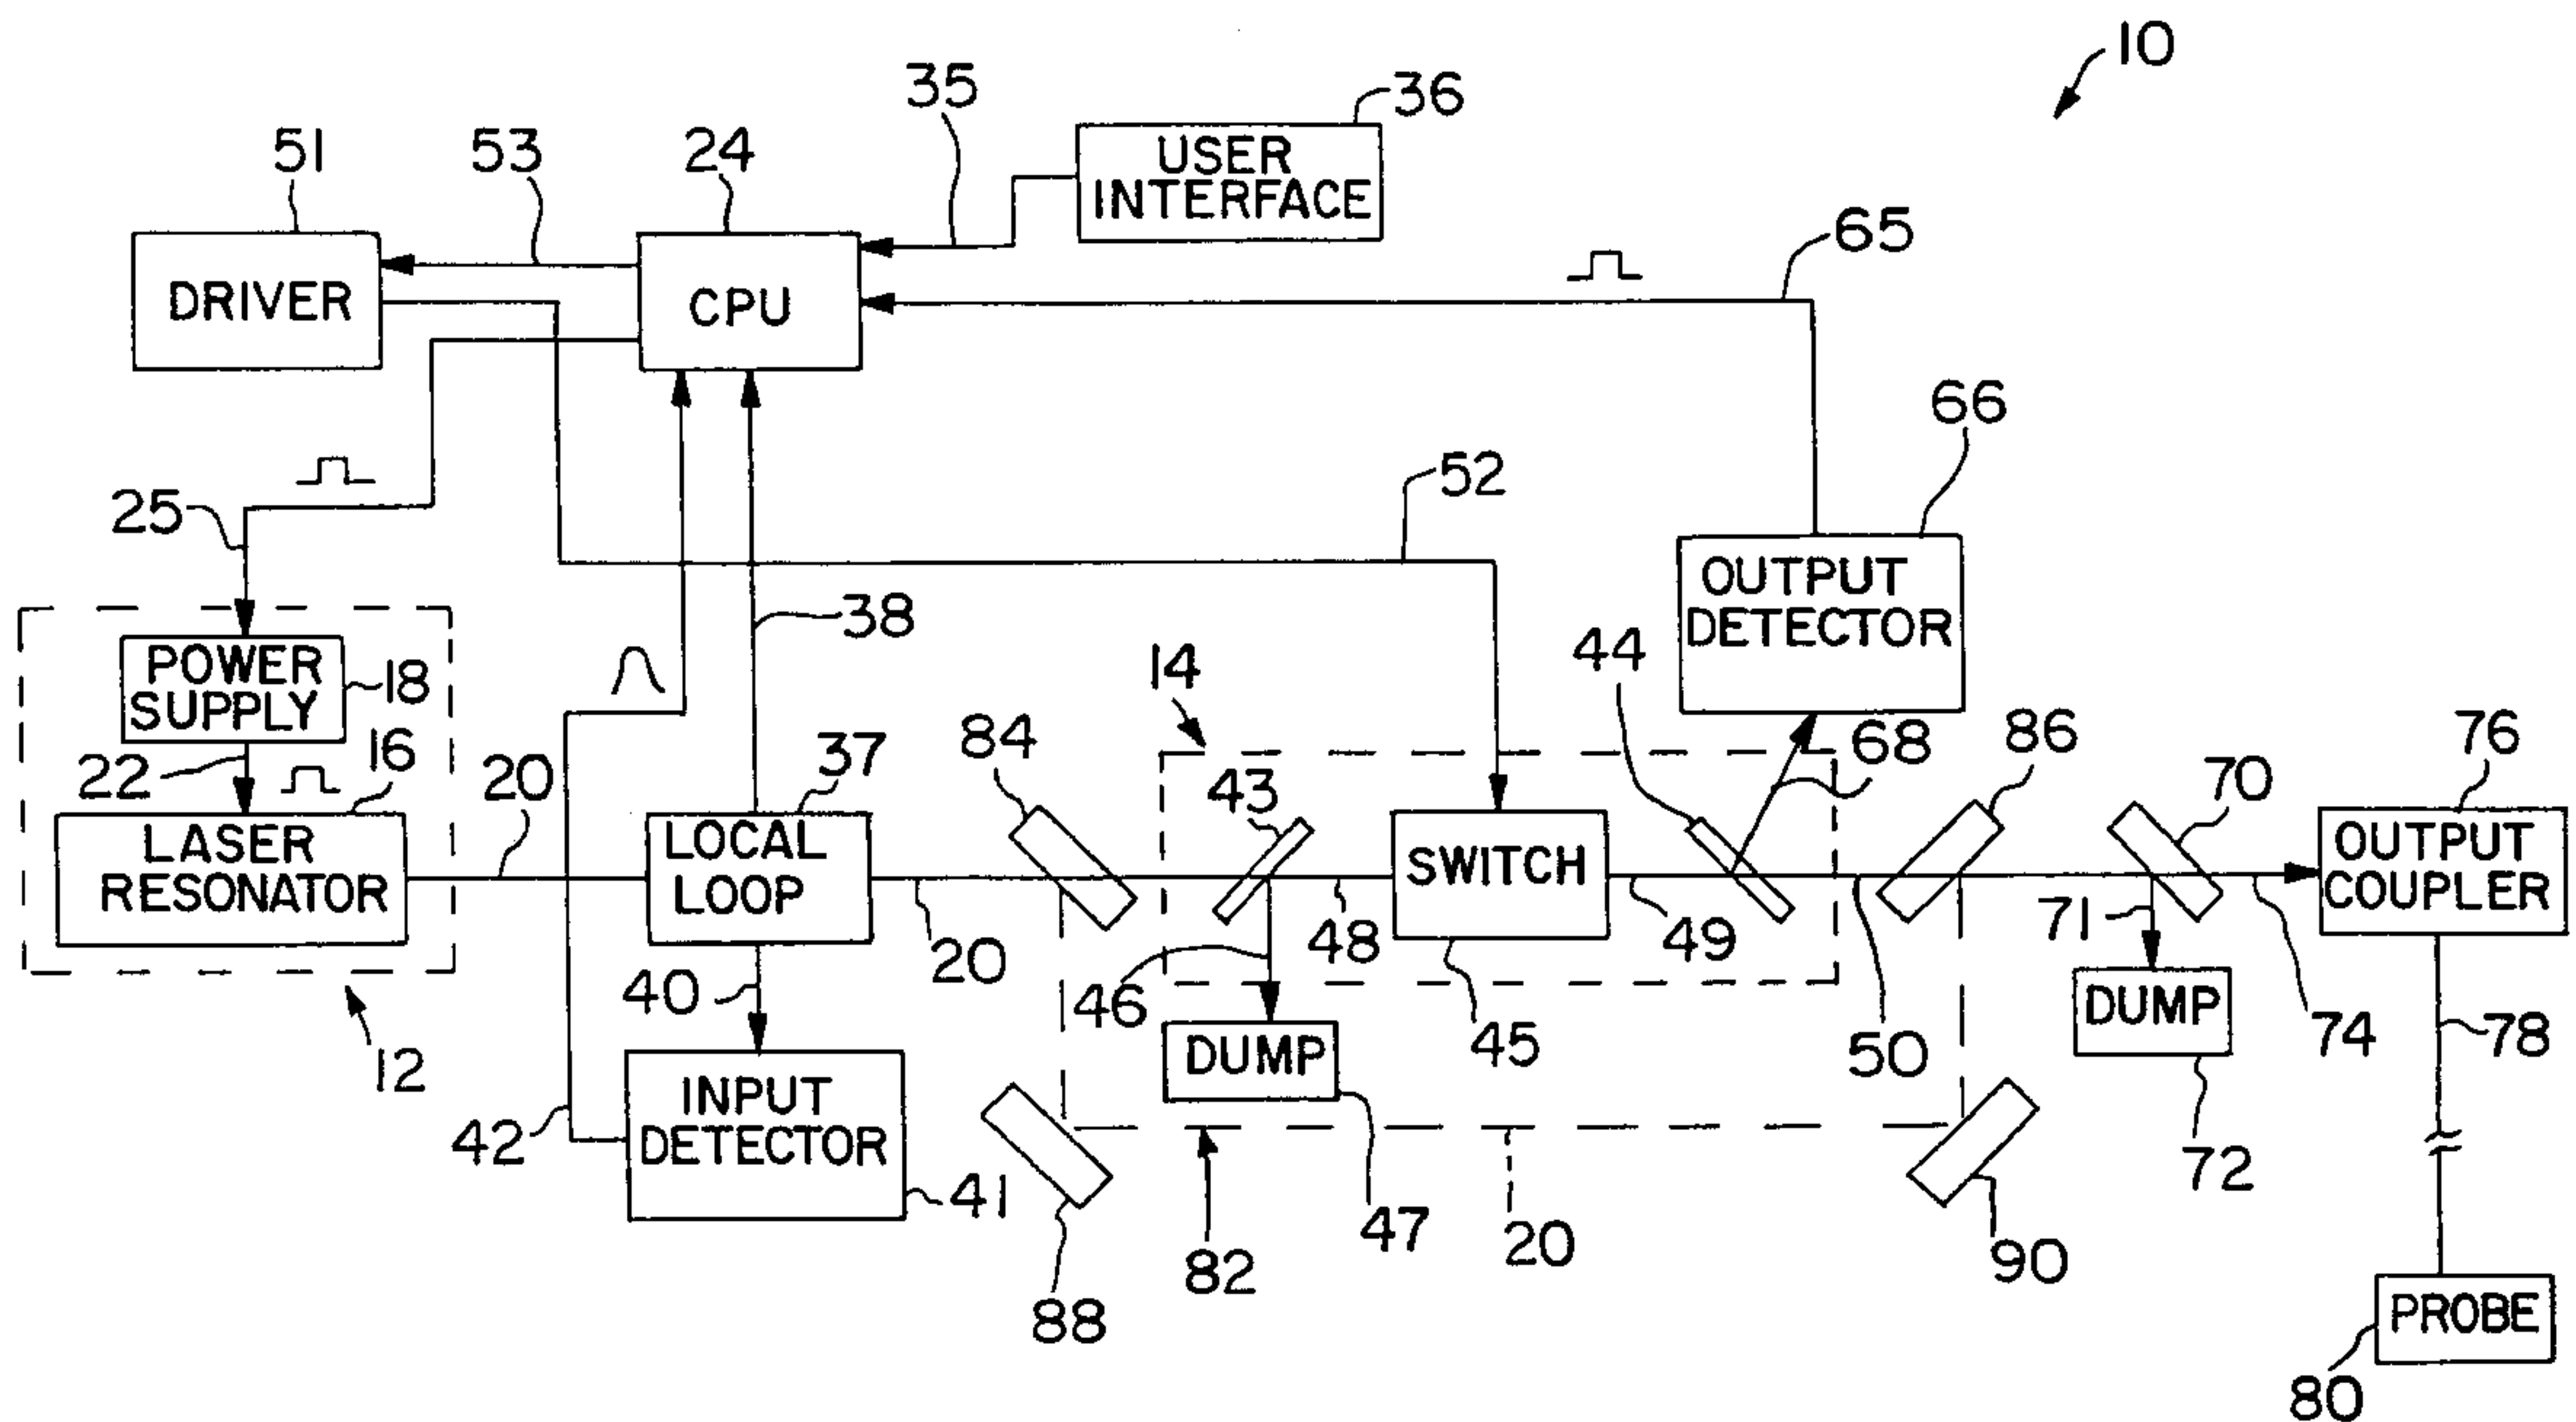 10
35
36
51
53
24
USER
INTERFACE
65
DRIVER
CPU
66
52
25
OUTPUT
DETECTOR
38
44
14
POWER
SUPPLY
18
84
68
86
76
22
16
20
37
43
70
LASER
RESONATOR
LOCAL
LOOP
SWITCH
OUTPUT
COUPLER
40
20
46
48
49
71
DUMP
12
DUMP
45
50
74
78
42
INPUT
DETECTOR
41
72
88
82
47
20
90
PROBE
80